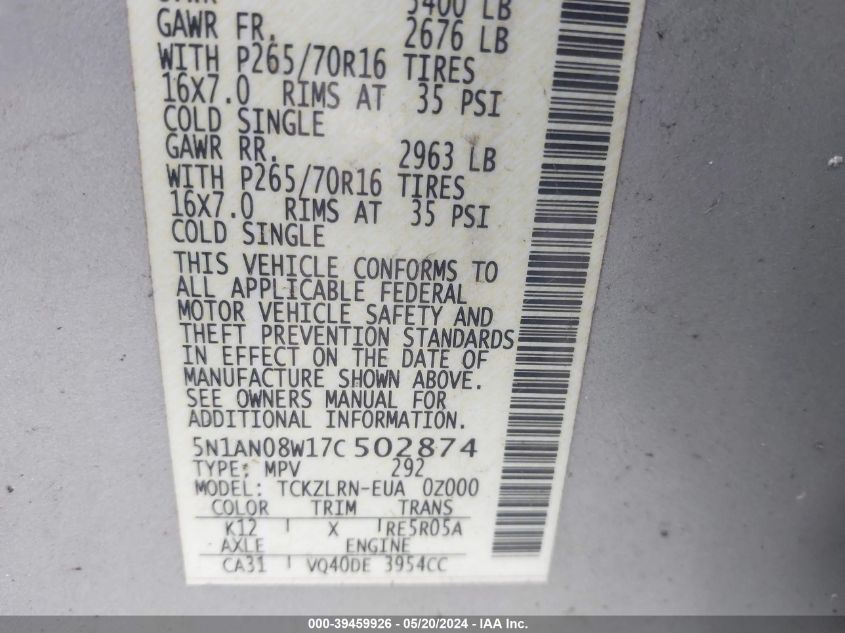 5400 LB
GAWR FR. 2676 LB
WITH P265/70R16 TIRES
16X7.0 RIMS AT 35 PSI
COLD SINGLE
GAWR RR. 2963 LB
WITH P265/70R16 TIRES
16X7.0 RIMS AT 35 PSI
COLD SINGLE
THIS VEHICLE CONFORMS TO
ALL APPLICABLE FEDERAL
MOTOR VEHICLE SAFETY AND
THEFT PREVENTION STANDARDS
IN EFFECT ON THE DATE OF
MANUFACTURE SHOWN ABOVE.
SEE OWNERS MANUAL FOR
ADDITIONAL INFORMATION.
5N1AN08W17C502874
TYPE: MPV 292
MODEL: TCKZLRN-EUA 0Z000
COLOR TRIM TRANS
K12 X RE5R05A
AXLE ENGINE
CA31 VQ40DE 3954CC
000-39459926 / 05/20/2024 - IAA Inc.